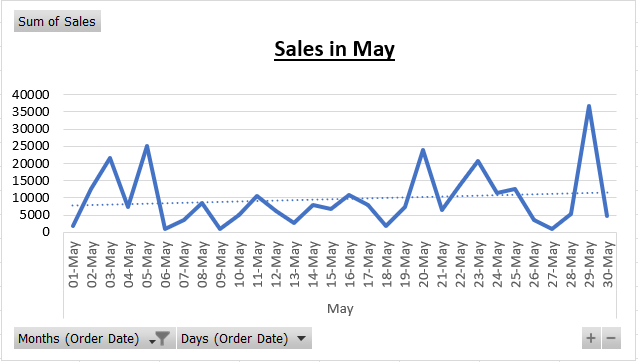 Sum of Sales
Sales in May
40000
35000
30000
25000
20000
15000
10000
5000
0
01-May
02-May
03-May
04-May
05-May
06-May
07-May
08-May
09-May
10-May
11-May
12-May
13-May
14-May
15-May
16-May
17-May
18-May
19-May
20-May
21-May
22-May
23-May
24-May
25-May
26-May
27-May
28-May
29-May
30-May
May
Months (Order Date) Days (Order Date) + −